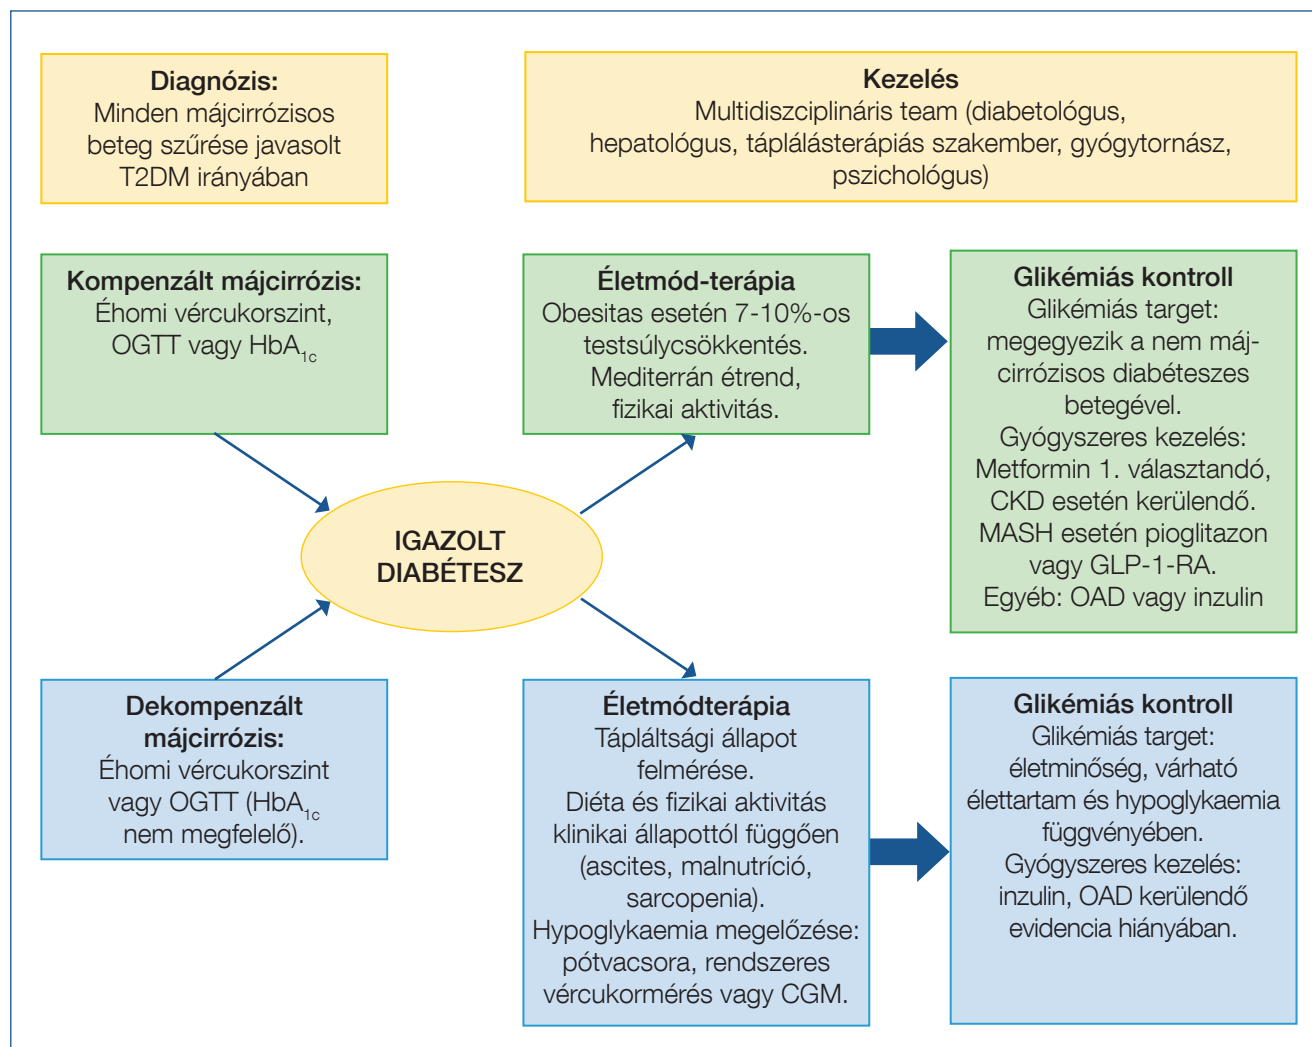 Diagnózis:
Minden májcirrózisos
beteg szűrése javasolt
T2DM irányában
Kezelés
Multidiszciplináris team (diabetológus,
hepatológus, táplálásterápiás szakember, gyógytornász,
pszichológus)
Kompenzált májcirrózis:
Éhomi vércukorszint,
OGTT vagy HbA1c
Életmód-terápia
Obesitas esetén 7-10%-os
testsúlycsökkentés.
Mediterrán étrend,
fizikai aktivitás.
Glikémiás kontroll
Glikémiás target:
megegyezik a nem máj-
cirrózisos diabéteszes
betegével.
Gyógyszeres kezelés:
Metformin 1. választandó,
CKD esetén kerülendő.
MASH esetén pioglitazon
vagy GLP-1-RA.
Egyéb: OAD vagy inzulin
IGAZOLT
DIABÉTESZ
Dekompenzált
májcirrózis:
Éhomi vércukorszint
vagy OGTT (HbA1c
nem megfelelő).
Életmódterápia
Tápláltsági állapot
felmérése.
Diéta és fizikai aktivitás
klinikai állapottól függően
(ascites, malnutríció,
sarcopenia).
Hypoglykaemia megelőzése:
pótvacsora, rendszeres
vércukormérés vagy CGM.
Glikémiás kontroll
Glikémiás target:
életminőség, várható
élettartam és hypoglykaemia
függvényében.
Gyógyszeres kezelés:
inzulin, OAD kerülendő
evidencia hiányában.